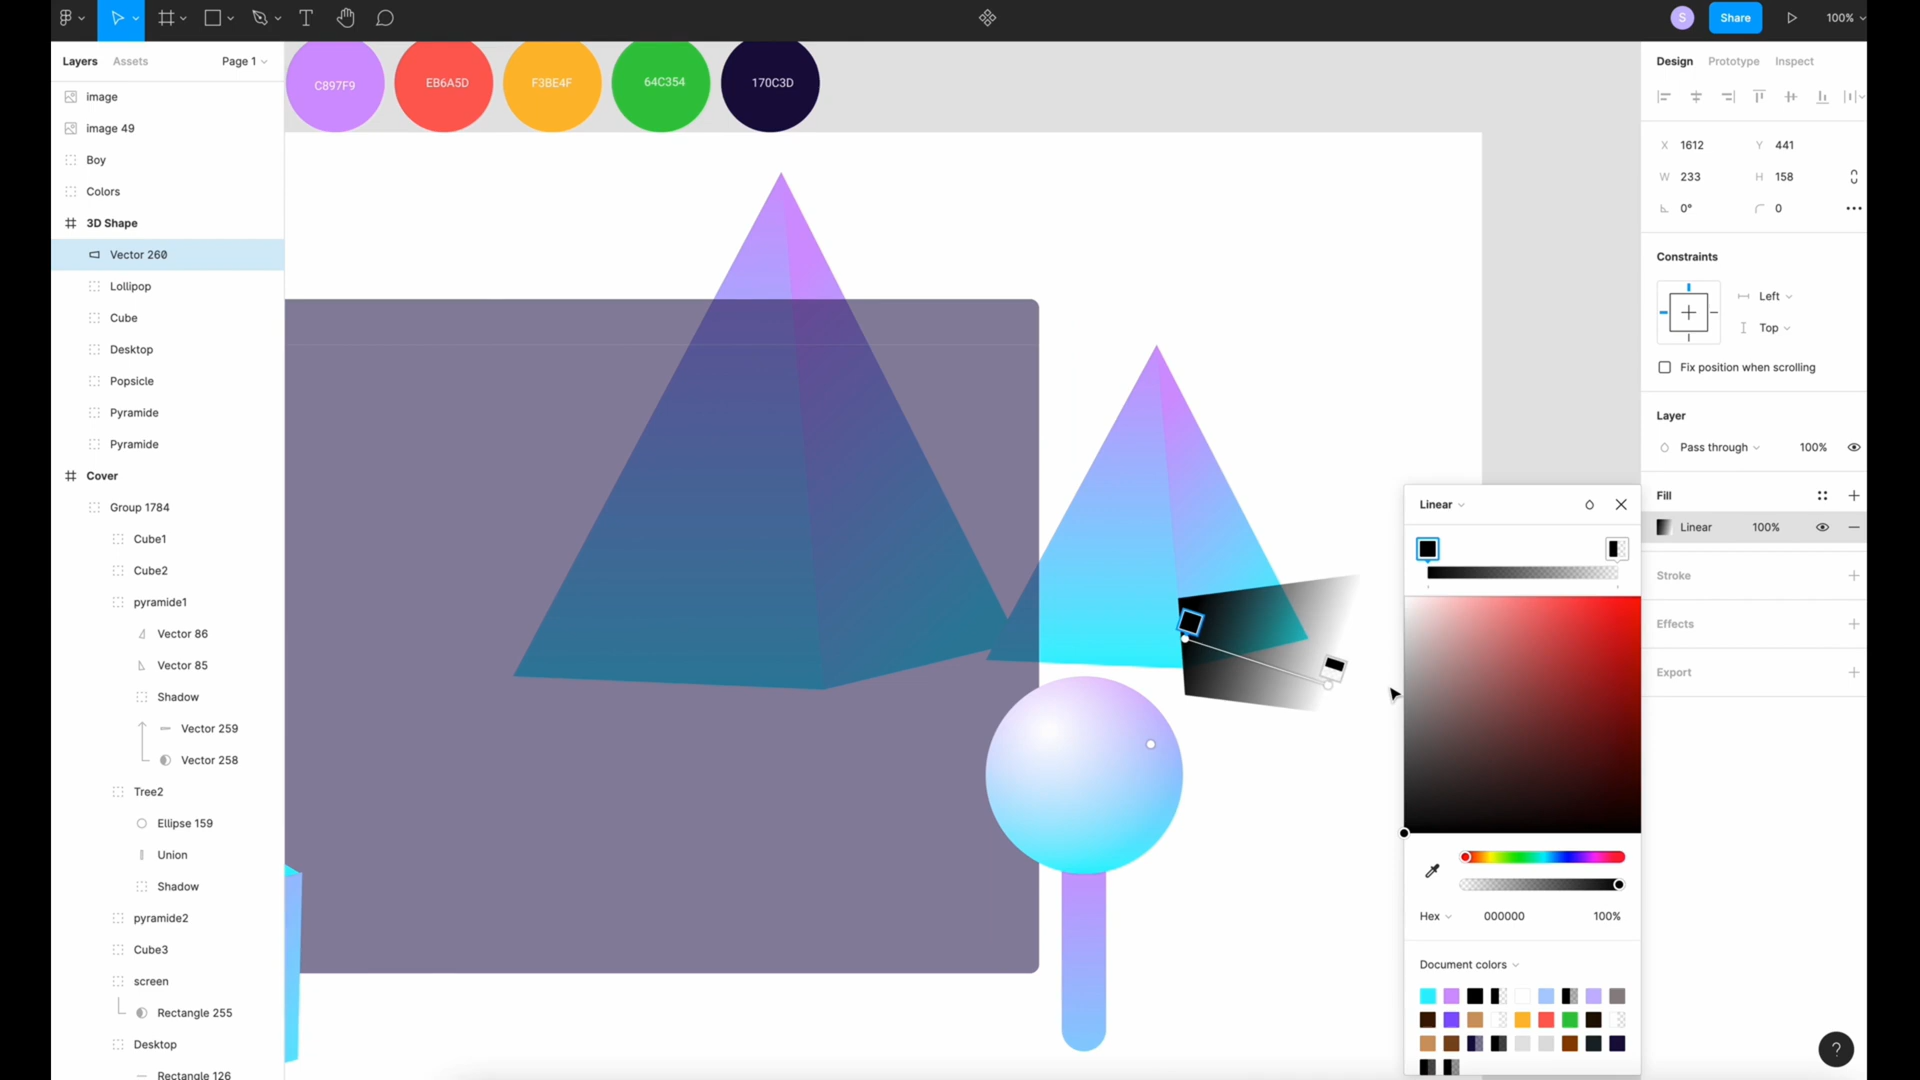 S
Share
100%
Layers
Assets
Page 1
image
image 49
Boy
Colors
3D Shape
Vector 260
Lollipop
Cube
Desktop
Popsicle
Pyramide
Pyramide
Cover
Group 1784
Cube1
Cube2
pyramide1
Vector 86
Vector 85
Shadow
Vector 259
Vector 258
Tree2
Ellipse 159
Union
Shadow
pyramide2
Cube3
screen
Rectangle 255
Desktop
Rectangle 126
C897F9
EB6A5D
F3BE4F
64C354
170C3D
Design
Prototype
Inspect
X 1612
Y 441
W 233
H 158
0°
0
Constraints
Left
Top
Fix position when scrolling
Layer
Pass through
100%
Fill
Linear
100%
Stroke
Effects
Export
Linear
Hex
000000
100%
Document colors
?